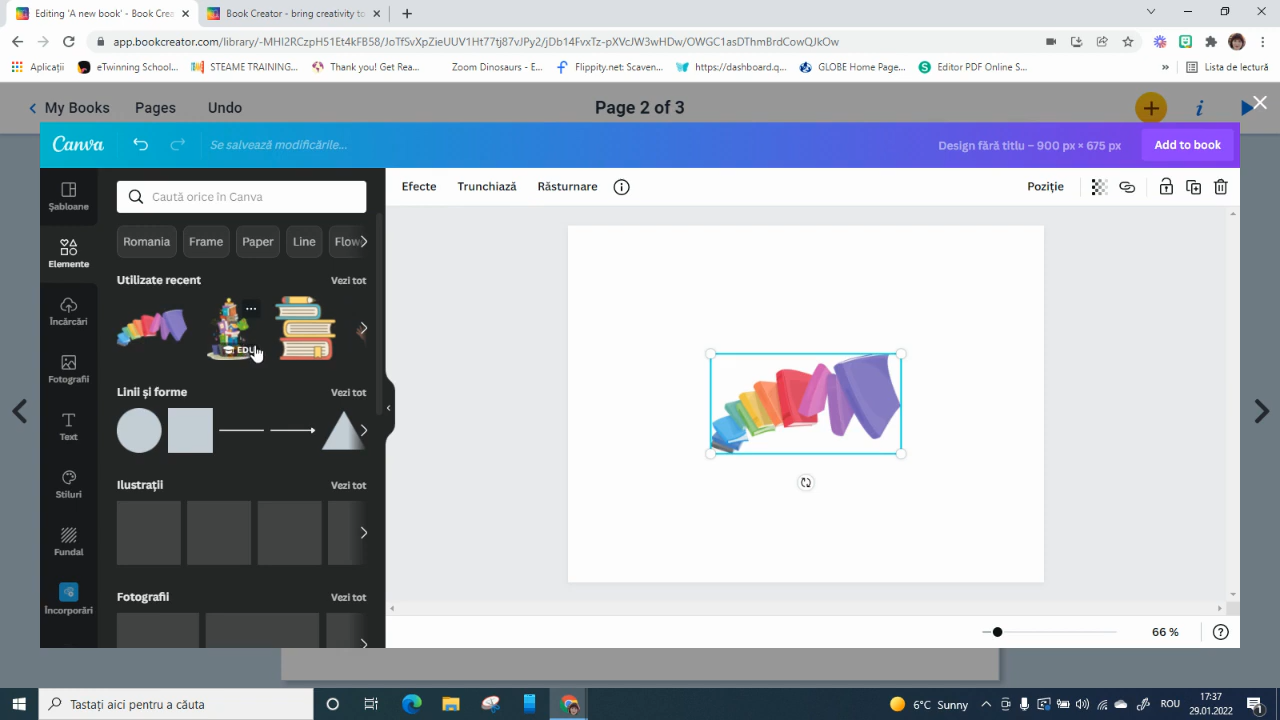 Editing 'A new book' - Book Crea
Book Creator - bring creativity to
app.bookcreator.com/library/-MHI2RCzpH51Et4kFB58/JoTfSvXpZieUUV1Ht77tj87vJPy2/jDb14FvxTz-pXVcJW3wHDw/OWGC1asDThmBrdCowQJkOw
Aplicații
eTwinning School...
STEAME TRAINING...
Thank you! Get Rea...
Zoom Dinosaurs - E...
Flippity.net: Scaven...
https://dashboard.q...
GLOBE Home Page...
Editor PDF Online S...
»
Lista de lectură
My Books
Pages
Undo
Page 2 of 3
Canva
Se salvează modificările...
Design fără titlu – 900 px × 675 px
Add to book
Șabloane
Elemente
Încărcări
Fotografii
Text
Stiluri
Fundal
Încorporări
Caută orice în Canva
Romania
Frame
Paper
Line
Flow
Utilizate recent
Vezi tot
EDU
Linii și forme
Vezi tot
Ilustrații
Vezi tot
Fotografii
Vezi tot
Efecte
Trunchiază
Răsturnare
Poziție
66 %
Tastați aici pentru a căuta
6°C Sunny
ROU
17:37
29.01.2022
1